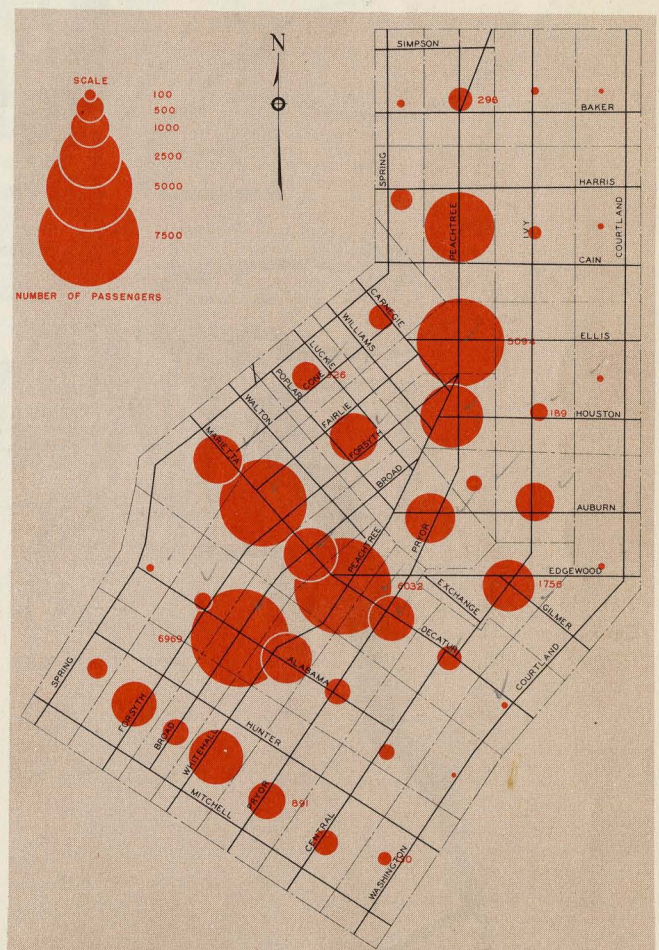 N
SCALE
100
500
1000
2500
5000
7500
NUMBER OF PASSENGERS
SIMPSON
296
BAKER
SPRING
HARRIS
PEACHTREE
IVY
COURTLAND
CAIN
CARNEGIE
WILLIAMS
5094
ELLIS
LUCKIE
CONE
POPLAR
WALTON
FAIRLIE
FORSYTH
189
HOUSTON
MARIETTA
BROAD
AUBURN
PRYOR
PEACHTREE
EDGEWOOD
6032
EXCHANGE
1756
GILMER
DECATUR
6969
COURTLAND
ALABAMA
SPRING
FORSYTH
BROAD
HUNTER
WHITEHALL
MITCHELL
PRYOR
891
CENTRAL
WASHINGTON